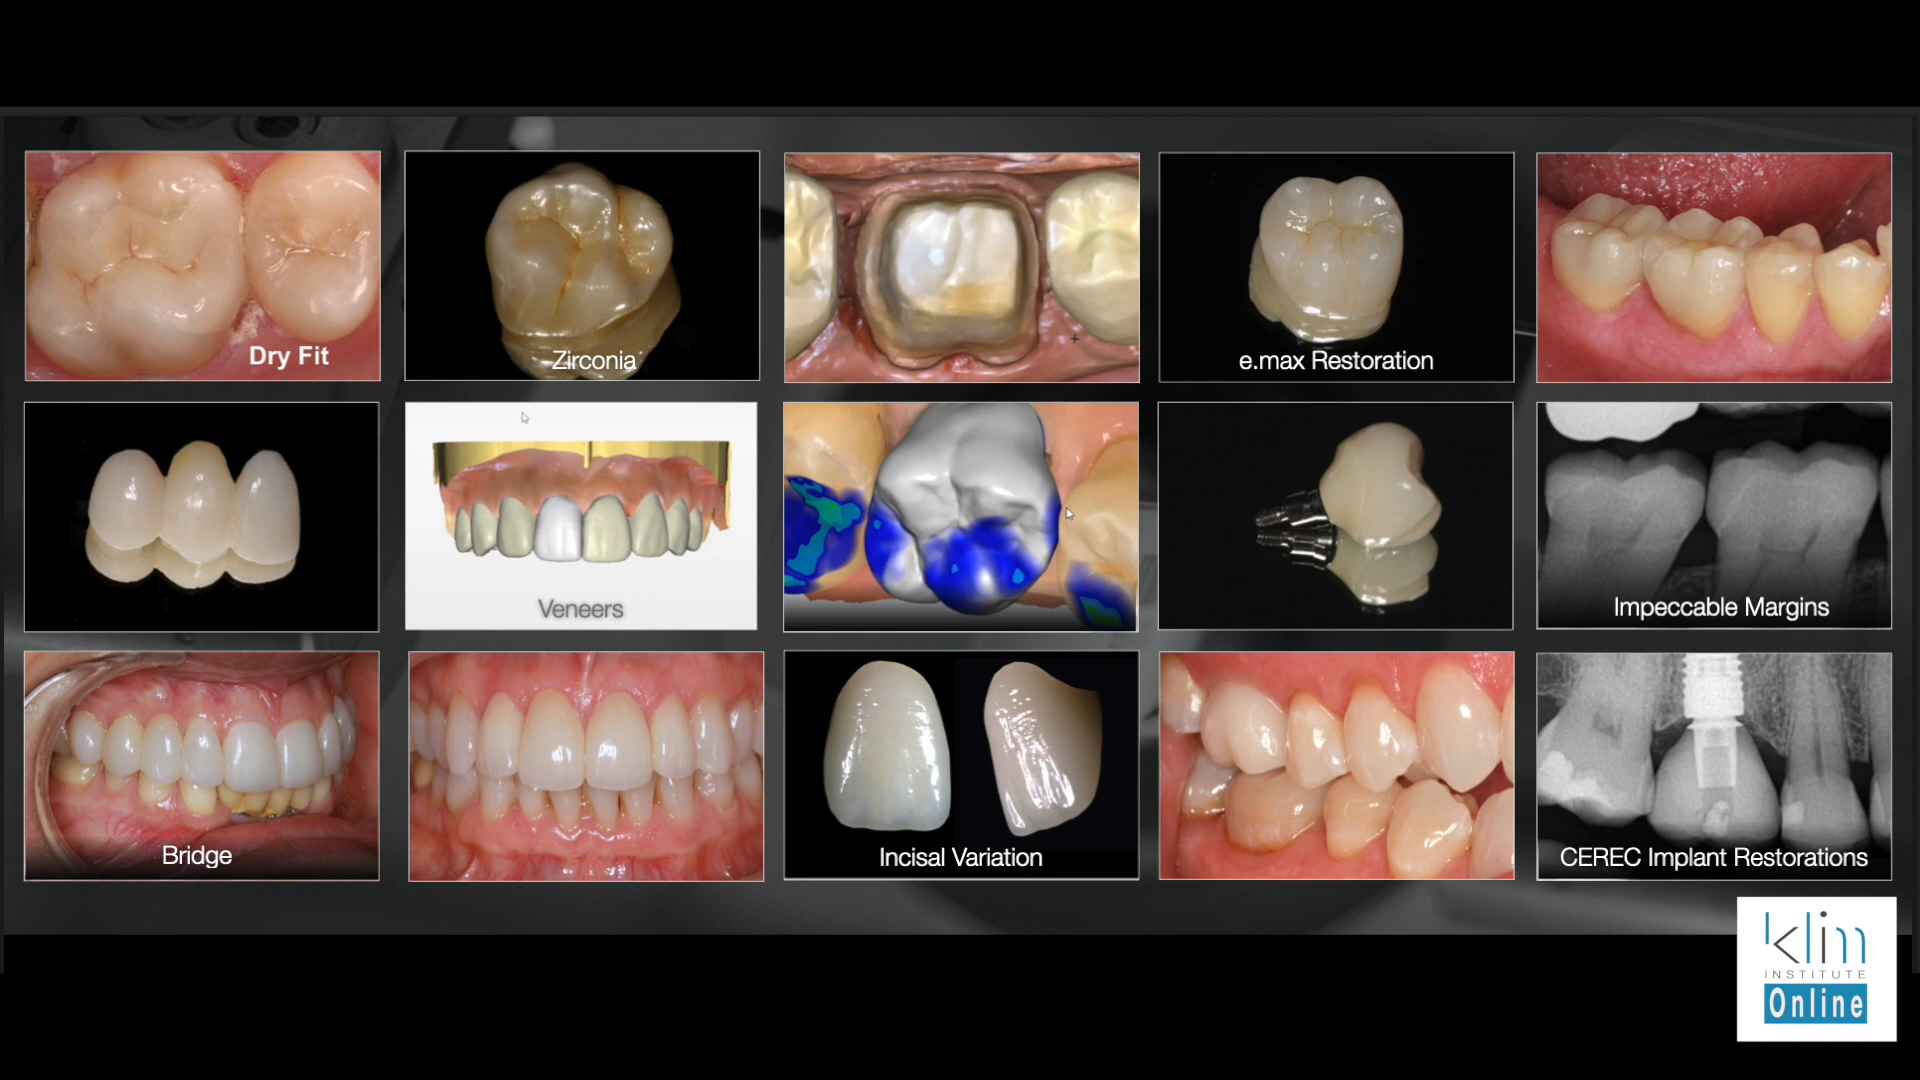 Dry Fit
Zirconia
e.max Restoration
Veneers
Impeccable Margins
Bridge
Incisal Variation
CEREC Implant Restorations
klim
INSTITUTE
Online